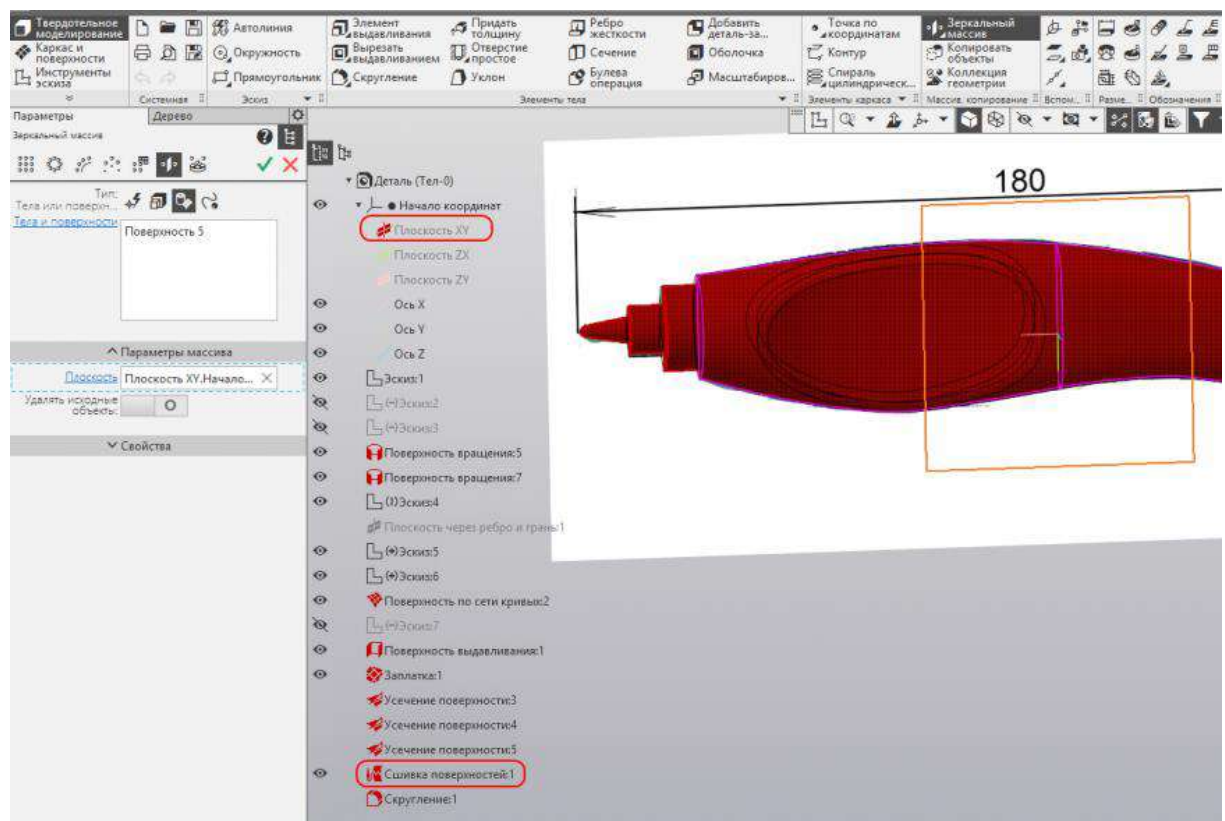 Твердотельное моделирование
Каркас и поверхности
Инструменты эскиза
Системная
Автолиния
Окружность
Прямоугольник
Эскиз
Элемент выдавливания
Вырезать выдавливанием
Скругление
Придать толщину
Отверстие простое
Уклон
Ребро жесткости
Сечение
Булева операция
Добавить деталь-за...
Оболочка
Масштабиров...
Элементы тела
Точка по координатам
Контур
Спираль цилиндрическ...
Элементы каркаса
Зеркальный массив
Копировать объекты
Коллекция геометрии
Массив, копирование
Вспом...
Разме...
Обозначения
Параметры
Дерево
Зеркальный массив
Тип:
Тела или поверхн...
Тела и поверхности
Поверхность 5
Параметры массива
Плоскость
Плоскость XY.Начало...
Удалять исходные объекты:
Свойства
Деталь (Тел-0)
Начало координат
Плоскость XY
Плоскость ZX
Плоскость ZY
Ось X
Ось Y
Ось Z
Эскиз:1
(-)Эскиз:2
(-)Эскиз:3
Поверхность вращения:5
Поверхность вращения:7
Эскиз:4
Плоскость через ребро и грань:1
(+)Эскиз:5
(+)Эскиз:6
Поверхность по сети кривых:2
(-)Эскиз:7
Поверхность выдавливания:1
Заплатка:1
Усечение поверхности:3
Усечение поверхности:4
Усечение поверхности:5
Сшивка поверхностей:1
Скругление:1
180